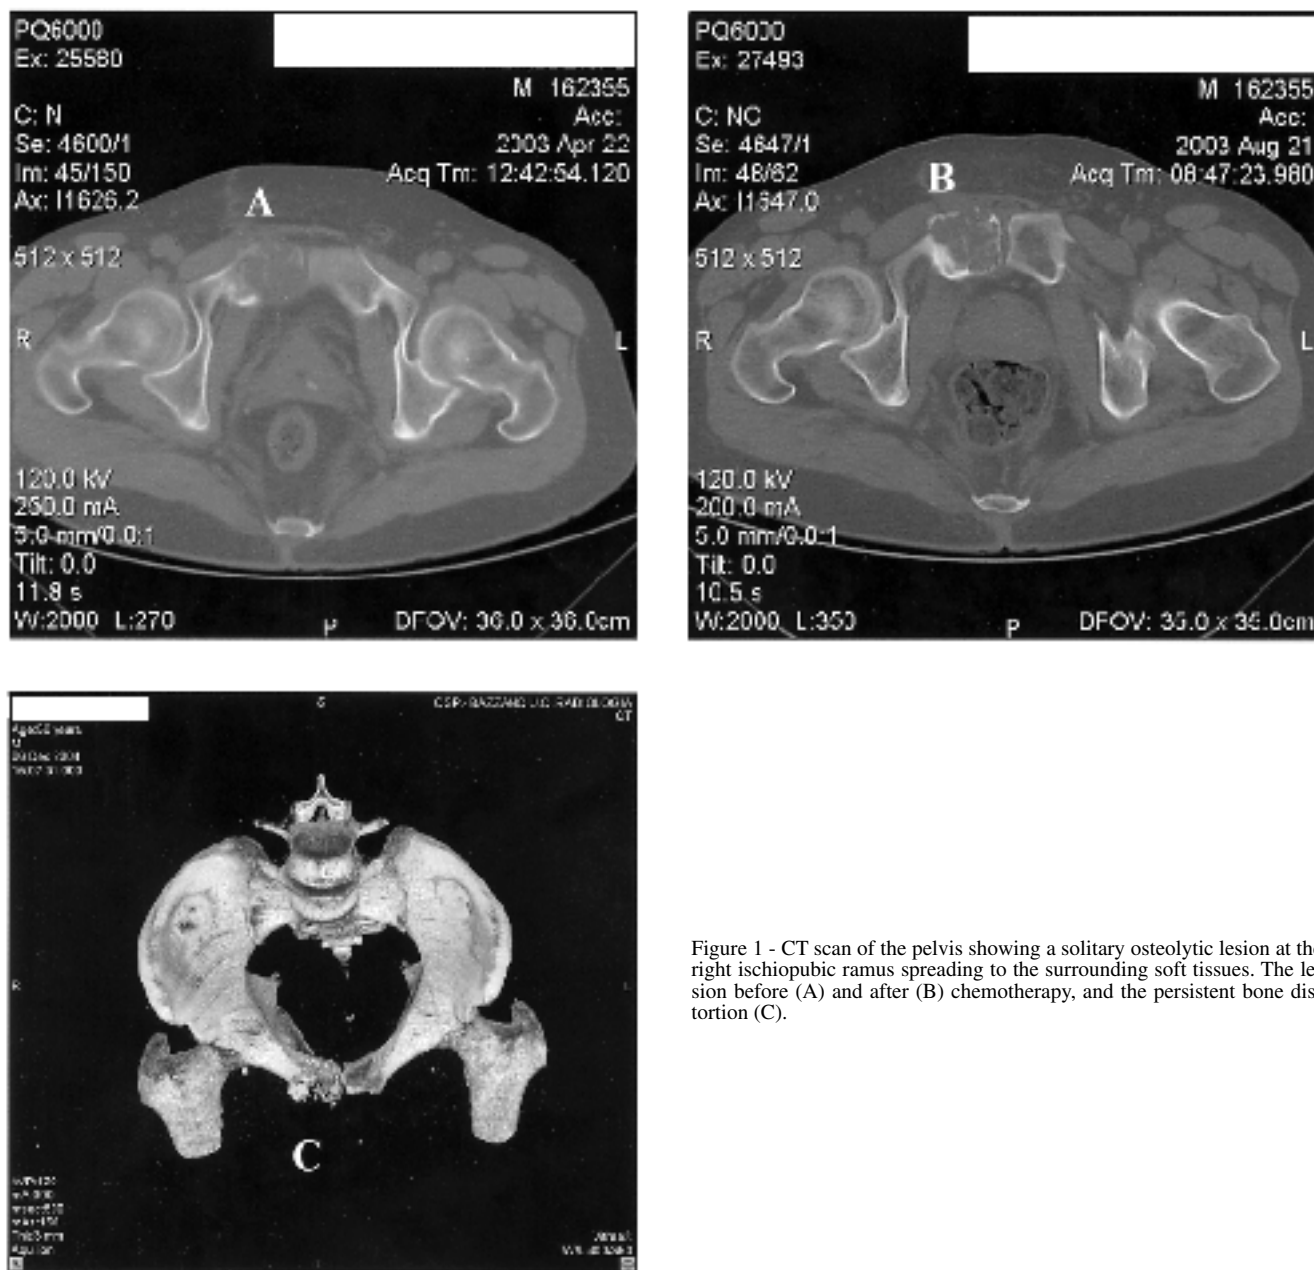 PQ6000
Ex: 25580
M 162355
C: N
Acc:
Se: 4600/1
2003 Apr 22
Im: 45/150
Acq Tm: 12:42:54.120
Ax: I1626.2
A
512 x 512
R
L
120.0 kV
250.0 mA
5.0 mm/0.0:1
Tilt: 0.0
11.8 s
W:2000 L:270
P
DFOV: 36.0 x 36.0cm
PQ6000
Ex: 27493
M 162355
C: NC
Acc:
Se: 4647/1
2003 Aug 21
Im: 48/62
Acq Tm: 08:47:23.980
Ax: I1647.0
B
512 x 512
R
L
120.0 kV
200.0 mA
5.0 mm/0.0:1
Tilt: 0.0
10.5 s
W:2000 L:350
P
DFOV: 35.0 x 35.0cm
RADIOLOGIA
CT
M
R
L
C
Aquilion
Figure 1 - CT scan of the pelvis showing a solitary osteolytic lesion at the
right ischiopubic ramus spreading to the surrounding soft tissues. The le-
sion before (A) and after (B) chemotherapy, and the persistent bone dis-
tortion (C).